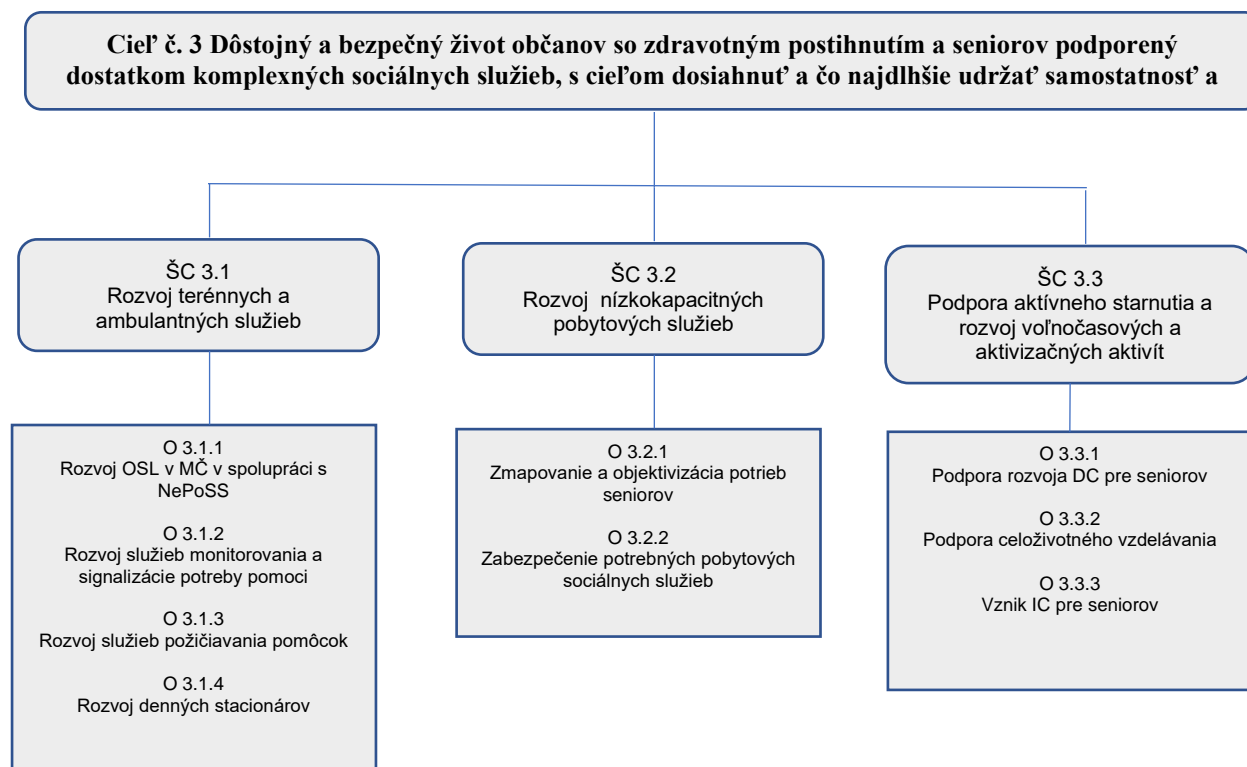 Cieľ č. 3 Dôstojný a bezpečný život občanov so zdravotným postihnutím a seniorov podporený
dostatkom komplexných sociálnych služieb, s cieľom dosiahnuť a čo najdlhšie udržať samostatnosť a
ŠC 3.1
Rozvoj terénnych a
ambulantných služieb
ŠC 3.2
Rozvoj nízkokapacitných
pobytových služieb
ŠC 3.3
Podpora aktívneho starnutia a
rozvoj voľnočasových a
aktivizačných aktivít
O 3.1.1
Rozvoj OSL v MČ v spolupráci s
NePoSS
O 3.1.2
Rozvoj služieb monitorovania a
signalizácie potreby pomoci
O 3.1.3
Rozvoj služieb požičiavania pomôcok
O 3.1.4
Rozvoj denných stacionárov
O 3.2.1
Zmapovanie a objektivizácia potrieb
seniorov
O 3.2.2
Zabezpečenie potrebných pobytových
sociálnych služieb
O 3.3.1
Podpora rozvoja DC pre seniorov
O 3.3.2
Podpora celoživotného vzdelávania
O 3.3.3
Vznik IC pre seniorov